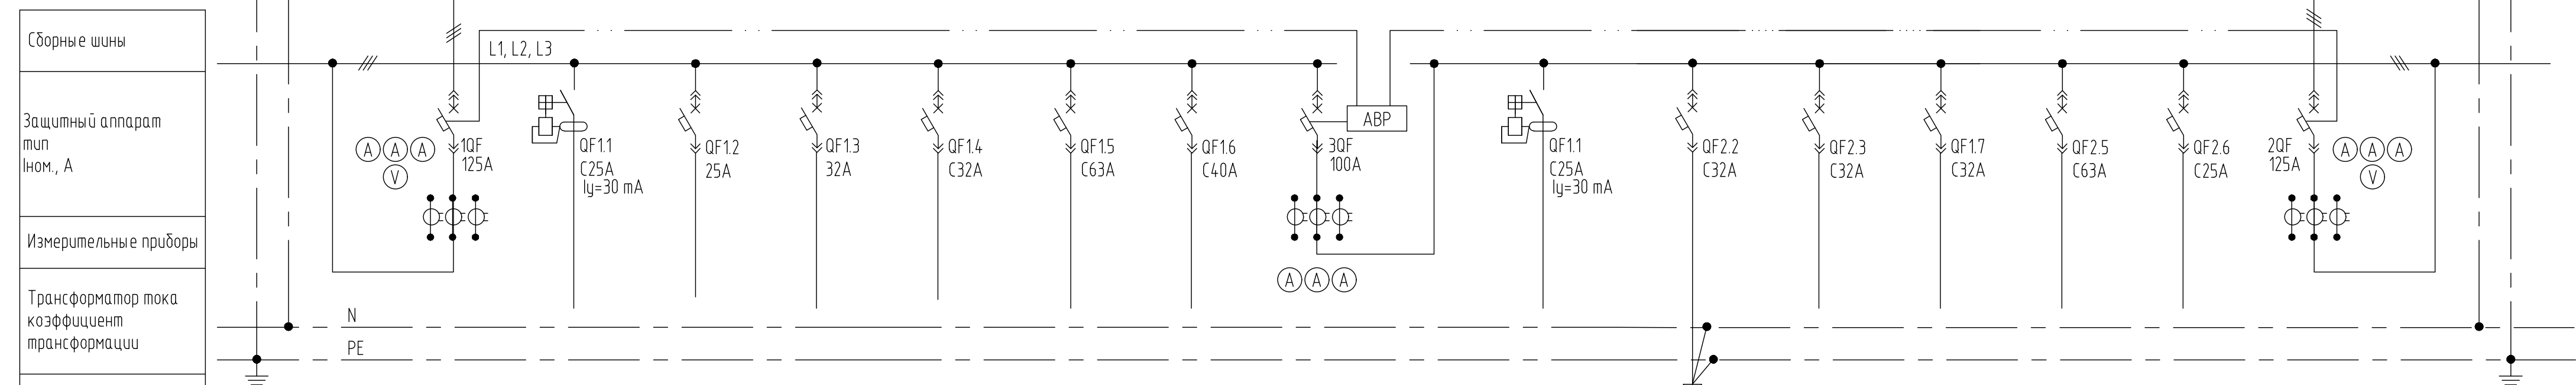 Сборные шины
Защитный аппарат
тип
Iном., А
Измерительные приборы
Трансформатор тока
коэффициент
трансформации
L1, L2, L3
A A A
V
1QF
125A
QF1.1
C25A
Iу=30 mA
QF1.2
25A
QF1.3
32A
QF1.4
C32A
QF1.5
C63A
QF1.6
C40A
3QF
100A
АВР
A A A
QF1.1
C25A
Iу=30 mA
QF2.2
C32A
QF2.3
C32A
QF1.7
C32A
QF2.5
C63A
QF2.6
C25A
2QF
125A
A A A
V
N
PE